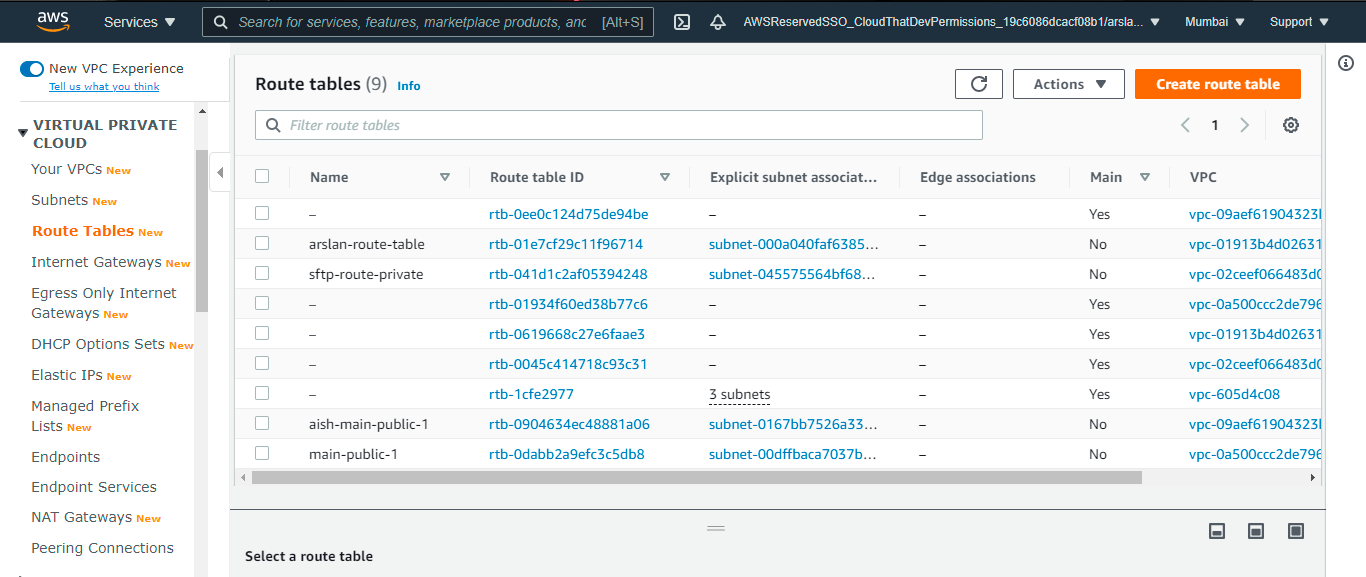 aws Services Search for services, features, marketplace products, and [Alt+S] AWSReservedSSO_CloudThatDevPermissions_19c6086dcacf08b1/arsla... Mumbai Support
New VPC Experience
Tell us what you think
VIRTUAL PRIVATE
CLOUD
Your VPCs New
Subnets New
Route Tables New
Internet Gateways New
Egress Only Internet
Gateways New
DHCP Options Sets New
Elastic IPs New
Managed Prefix
Lists New
Endpoints
Endpoint Services
NAT Gateways New
Peering Connections
Route tables (9) Info Actions Create route table
Filter route tables 1
Name Route table ID Explicit subnet associat... Edge associations Main VPC
– rtb-0ee0c124d75de94be – – Yes vpc-09aef61904323
arslan-route-table rtb-01e7cf29c11f96714 subnet-000a040faf6385... – No vpc-01913b4d02631
sftp-route-private rtb-041d1c2af05394248 subnet-045575564bf68... – No vpc-02ceef066483d0
– rtb-01934f60ed38b77c6 – – Yes vpc-0a500ccc2de796
– rtb-0619668c27e6faae3 – – Yes vpc-01913b4d02631
– rtb-0045c414718c93c31 – – Yes vpc-02ceef066483d0
– rtb-1cfe2977 3 subnets – Yes vpc-605d4c08
aish-main-public-1 rtb-0904634ec48881a06 subnet-0167bb7526a33... – No vpc-09aef61904323
main-public-1 rtb-0dabb2a9efc3c5db8 subnet-00dffbaca7037b... – No vpc-0a500ccc2de796
Select a route table